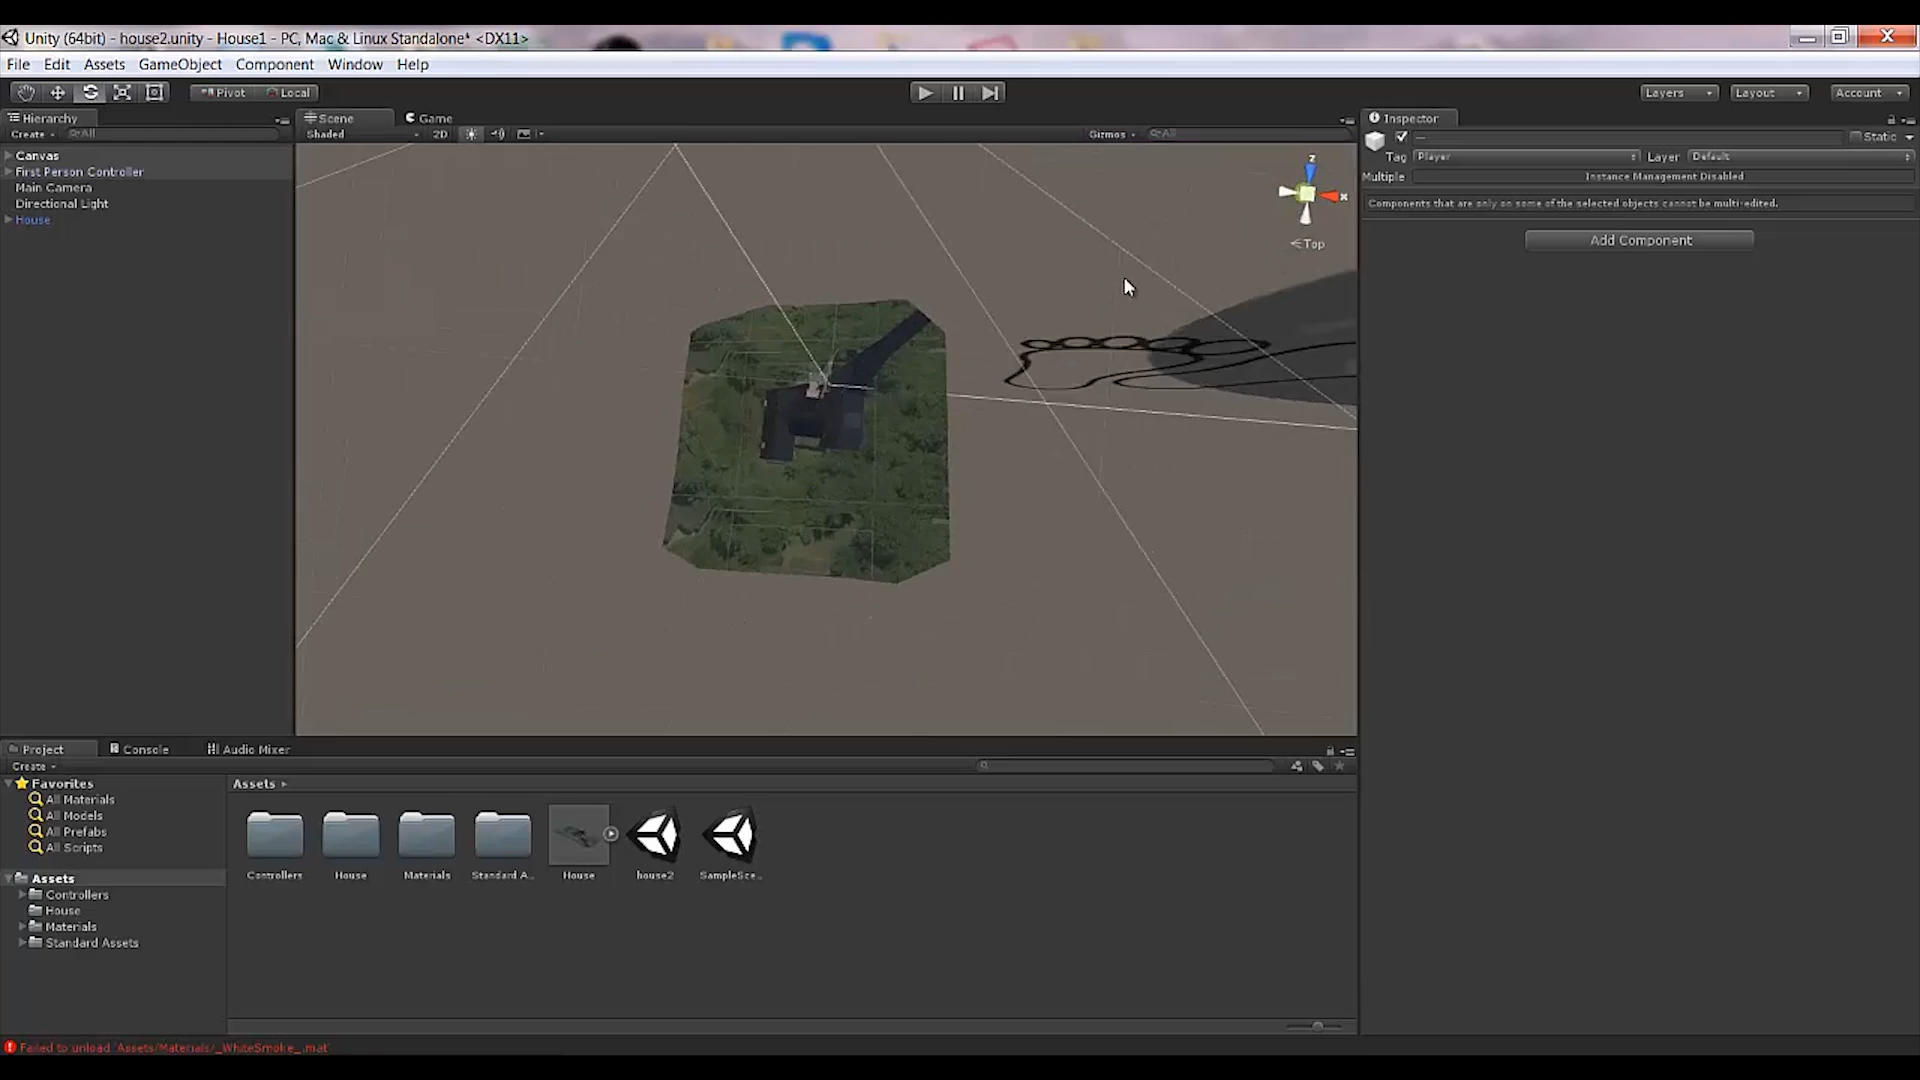 Unity (64bit) - house2.unity - House1 - PC, Mac & Linux Standalone* <DX11>
File Edit Assets GameObject Component Window Help
Pivot Local Layers Layout Account
Hierarchy Scene Game Inspector
Create All Shaded 2D Gizmos All Static
Canvas
First Person Controller
Main Camera
Directional Light
House
Tag Player Layer Default
Multiple Instance Management Disabled
Components that are only on some of the selected objects cannot be multi-edited.
Add Component
z
x
Top
Project Console Audio Mixer
Create
Favorites
All Materials
All Models
All Prefabs
All Scripts
Assets
Controllers
House
Materials
Standard Assets
Assets
Controllers House Materials Standard A... House house2 SampleSce...
Failed to unload 'Assets/Materials/_WhiteSmoke_.mat'